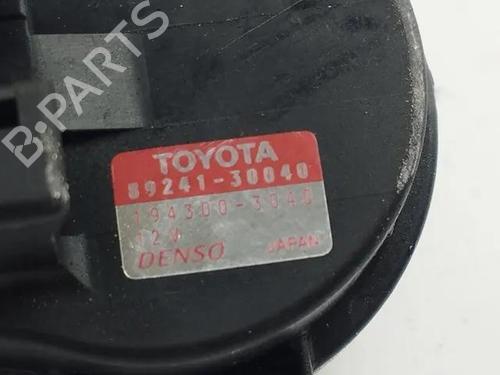 B-PARTS
TOYOTA
89241-30040
194300-3040
12V
DENSO JAPAN